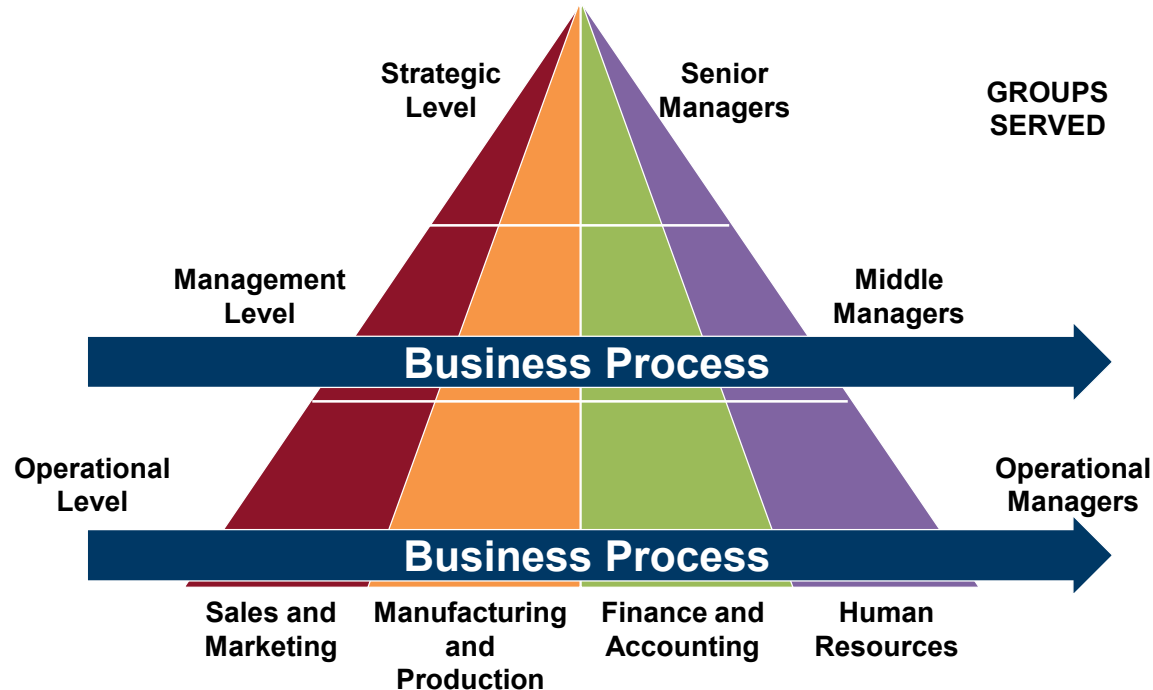 Strategic
Level
Senior
Managers
GROUPS
SERVED
Management
Level
Middle
Managers
Business Process
Operational
Level
Operational
Managers
Business Process
Sales and
Marketing
Manufacturing
and
Production
Finance and
Accounting
Human
Resources